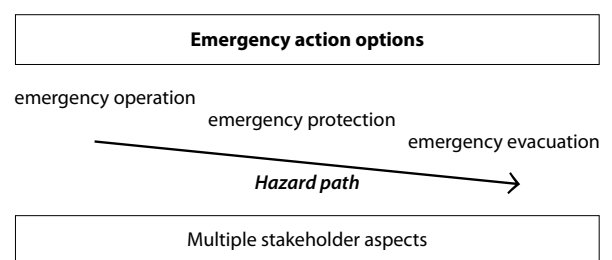 Emergency action options
emergency operation
emergency protection
emergency evacuation
Hazard path
Multiple stakeholder aspects